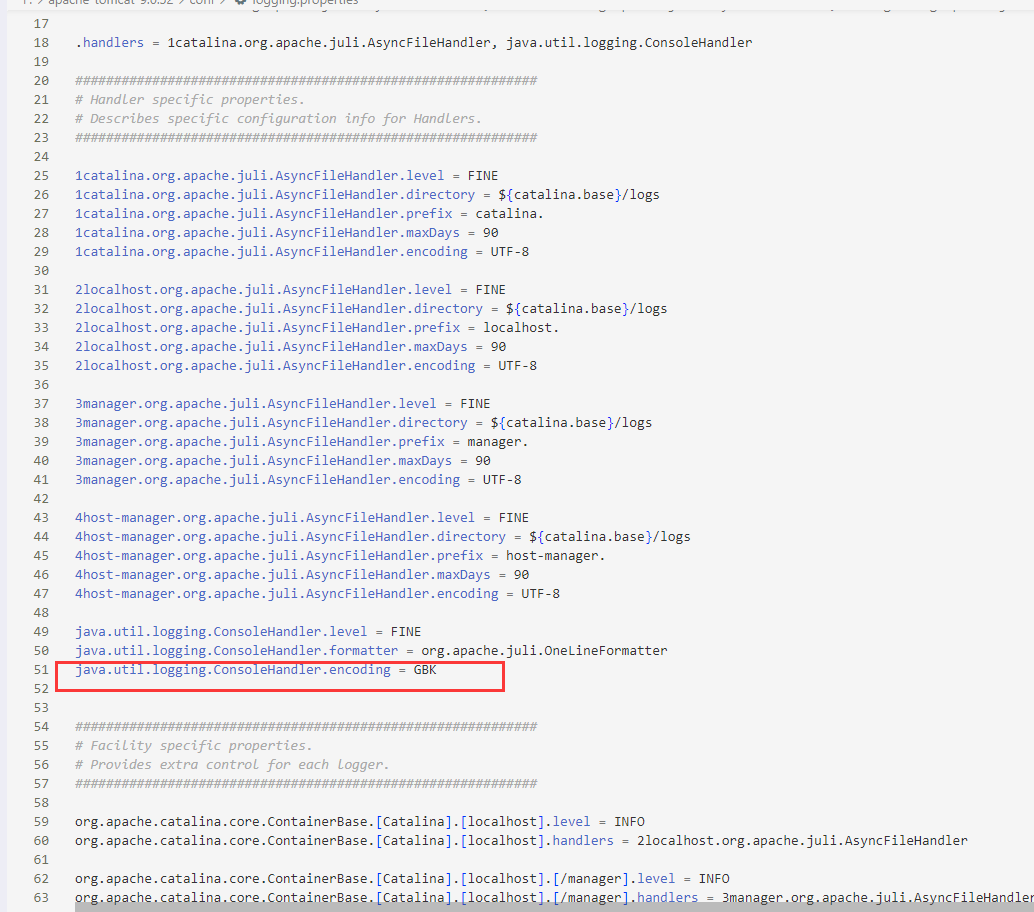 apache-tomcat-9.0.52 > conf > logging.properties
17
18 .handlers = 1catalina.org.apache.juli.AsyncFileHandler, java.util.logging.ConsoleHandler
19
20 ############################################################
21 # Handler specific properties.
22 # Describes specific configuration info for Handlers.
23 ############################################################
24
25 1catalina.org.apache.juli.AsyncFileHandler.level = FINE
26 1catalina.org.apache.juli.AsyncFileHandler.directory = ${catalina.base}/logs
27 1catalina.org.apache.juli.AsyncFileHandler.prefix = catalina.
28 1catalina.org.apache.juli.AsyncFileHandler.maxDays = 90
29 1catalina.org.apache.juli.AsyncFileHandler.encoding = UTF-8
30
31 2localhost.org.apache.juli.AsyncFileHandler.level = FINE
32 2localhost.org.apache.juli.AsyncFileHandler.directory = ${catalina.base}/logs
33 2localhost.org.apache.juli.AsyncFileHandler.prefix = localhost.
34 2localhost.org.apache.juli.AsyncFileHandler.maxDays = 90
35 2localhost.org.apache.juli.AsyncFileHandler.encoding = UTF-8
36
37 3manager.org.apache.juli.AsyncFileHandler.level = FINE
38 3manager.org.apache.juli.AsyncFileHandler.directory = ${catalina.base}/logs
39 3manager.org.apache.juli.AsyncFileHandler.prefix = manager.
40 3manager.org.apache.juli.AsyncFileHandler.maxDays = 90
41 3manager.org.apache.juli.AsyncFileHandler.encoding = UTF-8
42
43 4host-manager.org.apache.juli.AsyncFileHandler.level = FINE
44 4host-manager.org.apache.juli.AsyncFileHandler.directory = ${catalina.base}/logs
45 4host-manager.org.apache.juli.AsyncFileHandler.prefix = host-manager.
46 4host-manager.org.apache.juli.AsyncFileHandler.maxDays = 90
47 4host-manager.org.apache.juli.AsyncFileHandler.encoding = UTF-8
48
49 java.util.logging.ConsoleHandler.level = FINE
50 java.util.logging.ConsoleHandler.formatter = org.apache.juli.OneLineFormatter
51 java.util.logging.ConsoleHandler.encoding = GBK
52
53
54 ############################################################
55 # Facility specific properties.
56 # Provides extra control for each logger.
57 ############################################################
58
59 org.apache.catalina.core.ContainerBase.[Catalina].[localhost].level = INFO
60 org.apache.catalina.core.ContainerBase.[Catalina].[localhost].handlers = 2localhost.org.apache.juli.AsyncFileHandler
61
62 org.apache.catalina.core.ContainerBase.[Catalina].[localhost].[/manager].level = INFO
63 org.apache.catalina.core.ContainerBase.[Catalina].[localhost].[/manager].handlers = 3manager.org.apache.juli.AsyncFileHandler